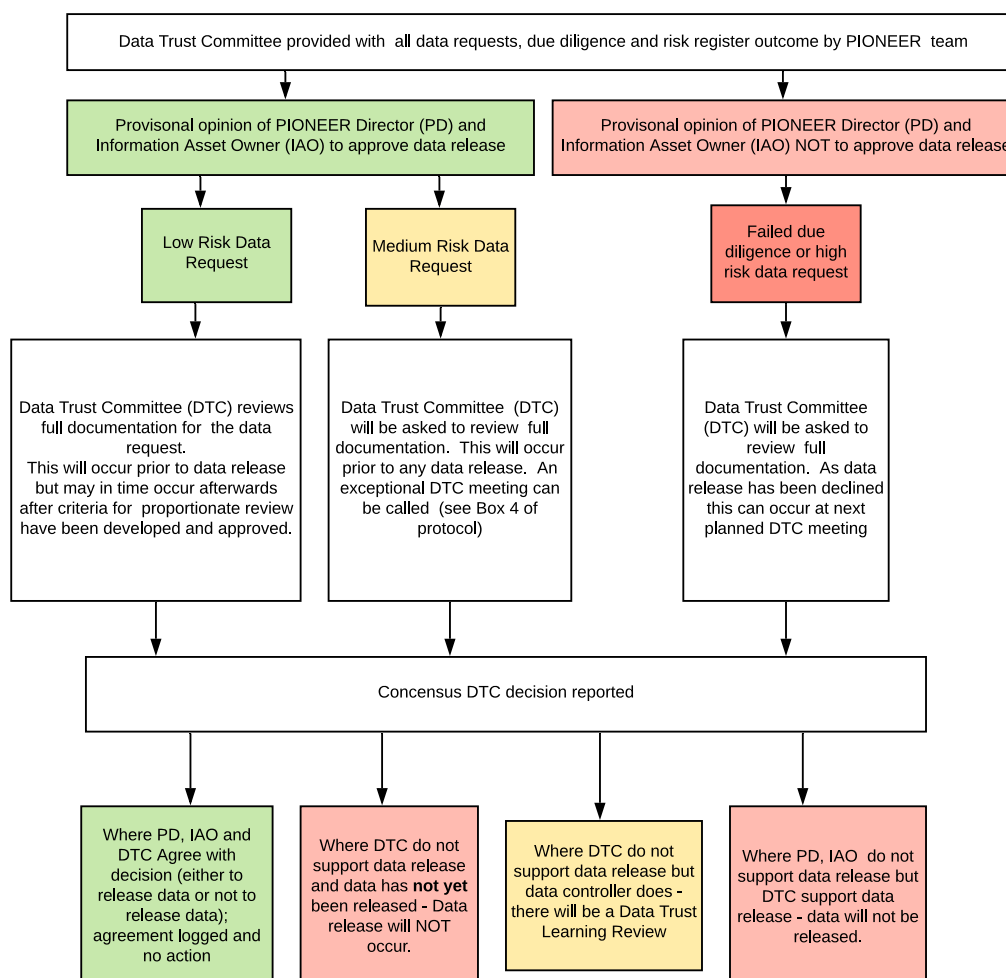 Data Trust Committee provided with all data requests, due diligence and risk register outcome by PIONEER team
Provisonal opinion of PIONEER Director (PD) and
Information Asset Owner (IAO) to approve data release
Provisonal opinion of PIONEER Director (PD) and
Information Asset Owner (IAO) NOT to approve data release
Low Risk Data
Request
Medium Risk Data
Request
Failed due
diligence or high
risk data request
Data Trust Committee (DTC) reviews
full documentation for the data
request.
This will occur prior to data release
but may in time occur afterwards
after criteria for proportionate review
have been developed and approved.
Data Trust Committee (DTC)
will be asked to review full
documentation. This will occur
prior to any data release. An
exceptional DTC meeting can
be called (see Box 4 of
protocol)
Data Trust Committee
(DTC) will be asked to
review full
documentation. As data
release has been declined
this can occur at next
planned DTC meeting
Concensus DTC decision reported
Where PD, IAO and
DTC Agree with
decision (either to
release data or not to
release data);
agreement logged and
no action
Where DTC do not
support data release
and data has not yet
been released - Data
release will NOT
occur.
Where DTC do not
support data release but
data controller does -
there will be a Data Trust
Learning Review
Where PD, IAO do not
support data release but
DTC support data
release - data will not be
released.